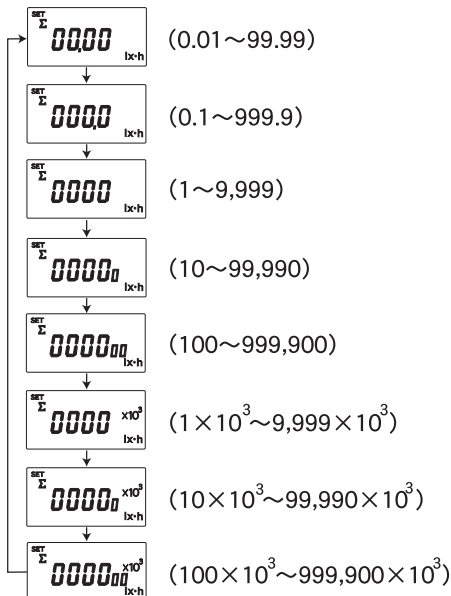 SET
Σ 00.00 lx·h (0.01～99.99)
SET
Σ 000.0 lx·h (0.1～999.9)
SET
Σ 0000 lx·h (1～9,999)
SET
Σ 00000 lx·h (10～99,990)
SET
Σ 000000 lx·h (100～999,900)
SET
Σ 0000 ×10³ lx·h (1×10³～9,999×10³)
SET
Σ 00000 ×10³ lx·h (10×10³～99,990×10³)
SET
Σ 000000 ×10³ lx·h (100×10³～999,900×10³)